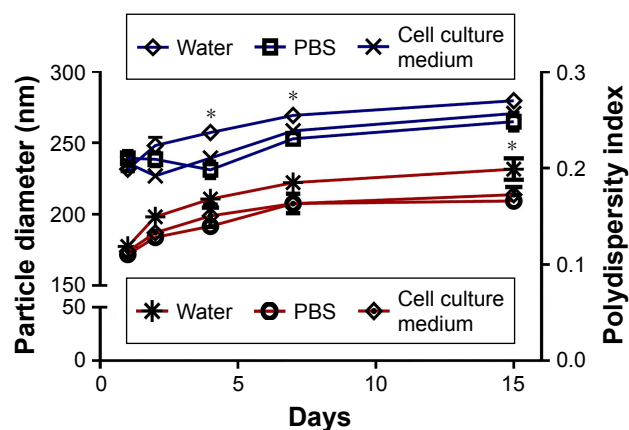 Water PBS Cell culture
medium
Particle diameter (nm)
300
250
200
150
50
0
* * *
0.3
0.2
0.1
0.0
Polydispersity index
Water PBS Cell culture
medium
0 5 10 15
Days